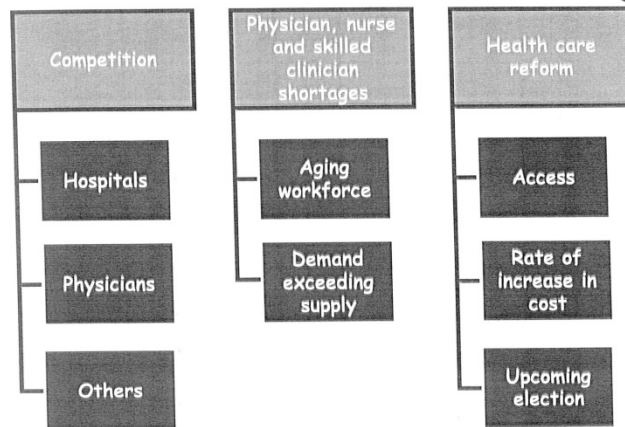 Competition
Hospitals
Physicians
Others
Physician, nurse
and skilled
clinician
shortages
Aging
workforce
Demand
exceeding
supply
Health care
reform
Access
Rate of
increase in
cost
Upcoming
election